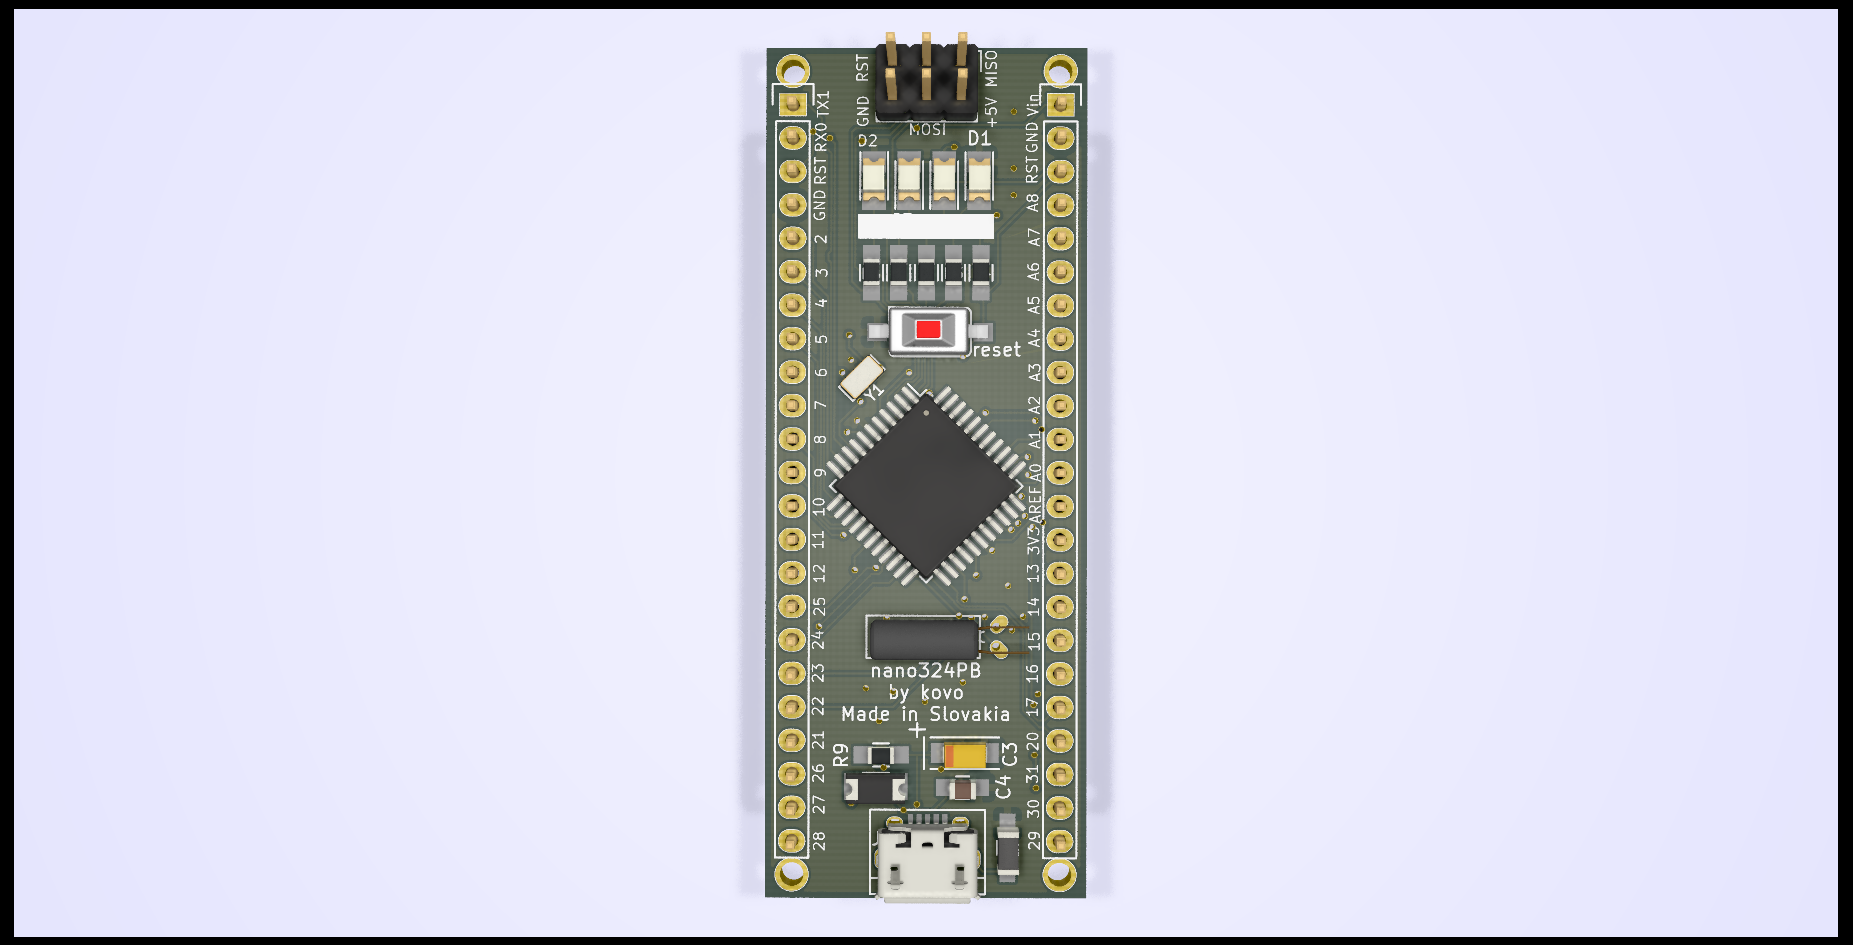 RST
MISO
GND
+5V
MOSI
D2
D1
TX1
RX0
RST
GND
2
3
4
5
6
7
8
9
10
11
12
25
24
23
22
21
26
27
28
Vin
GND
RST
A8
A7
A6
A5
A4
A3
A2
A1
A0
AREF
3V3
13
14
15
16
17
20
31
30
29
reset
Y1
nano324PB
by kovo
Made in Slovakia
+
R9
C3
C4